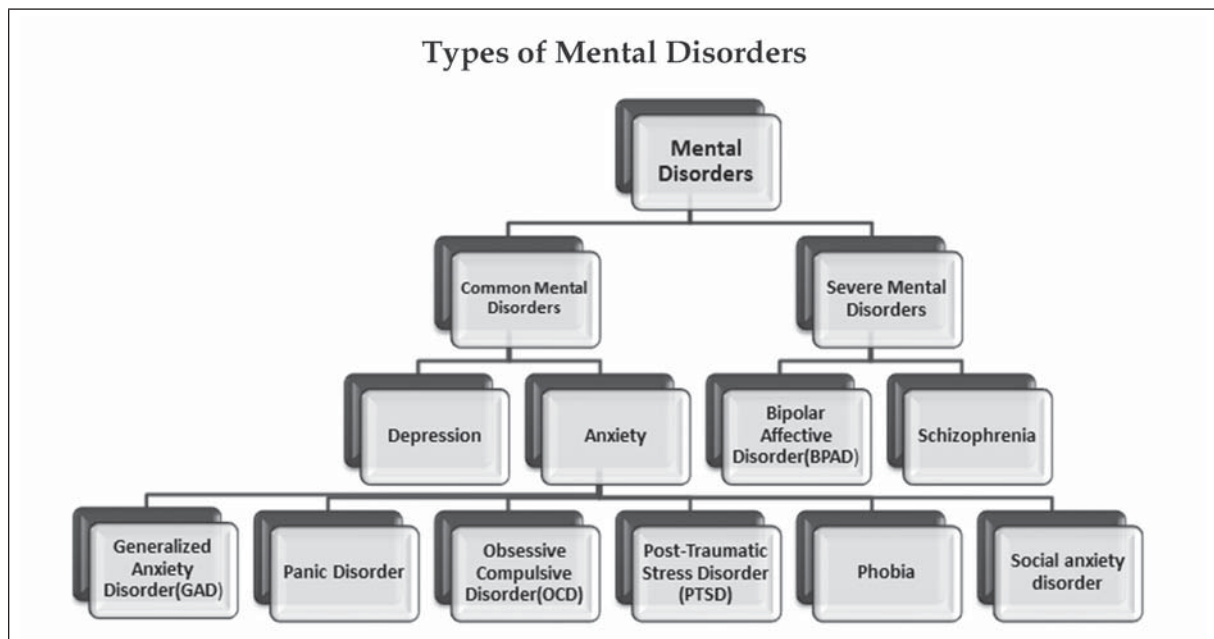 Types of Mental Disorders
Mental
Disorders
Common Mental
Disorders
Severe Mental
Disorders
Depression
Anxiety
Bipolar
Affective
Disorder(BPAD)
Schizophrenia
Generalized
Anxiety
Disorder(GAD)
Panic Disorder
Obsessive
Compulsive
Disorder(OCD)
Post-Traumatic
Stress Disorder
(PTSD)
Phobia
Social anxiety
disorder